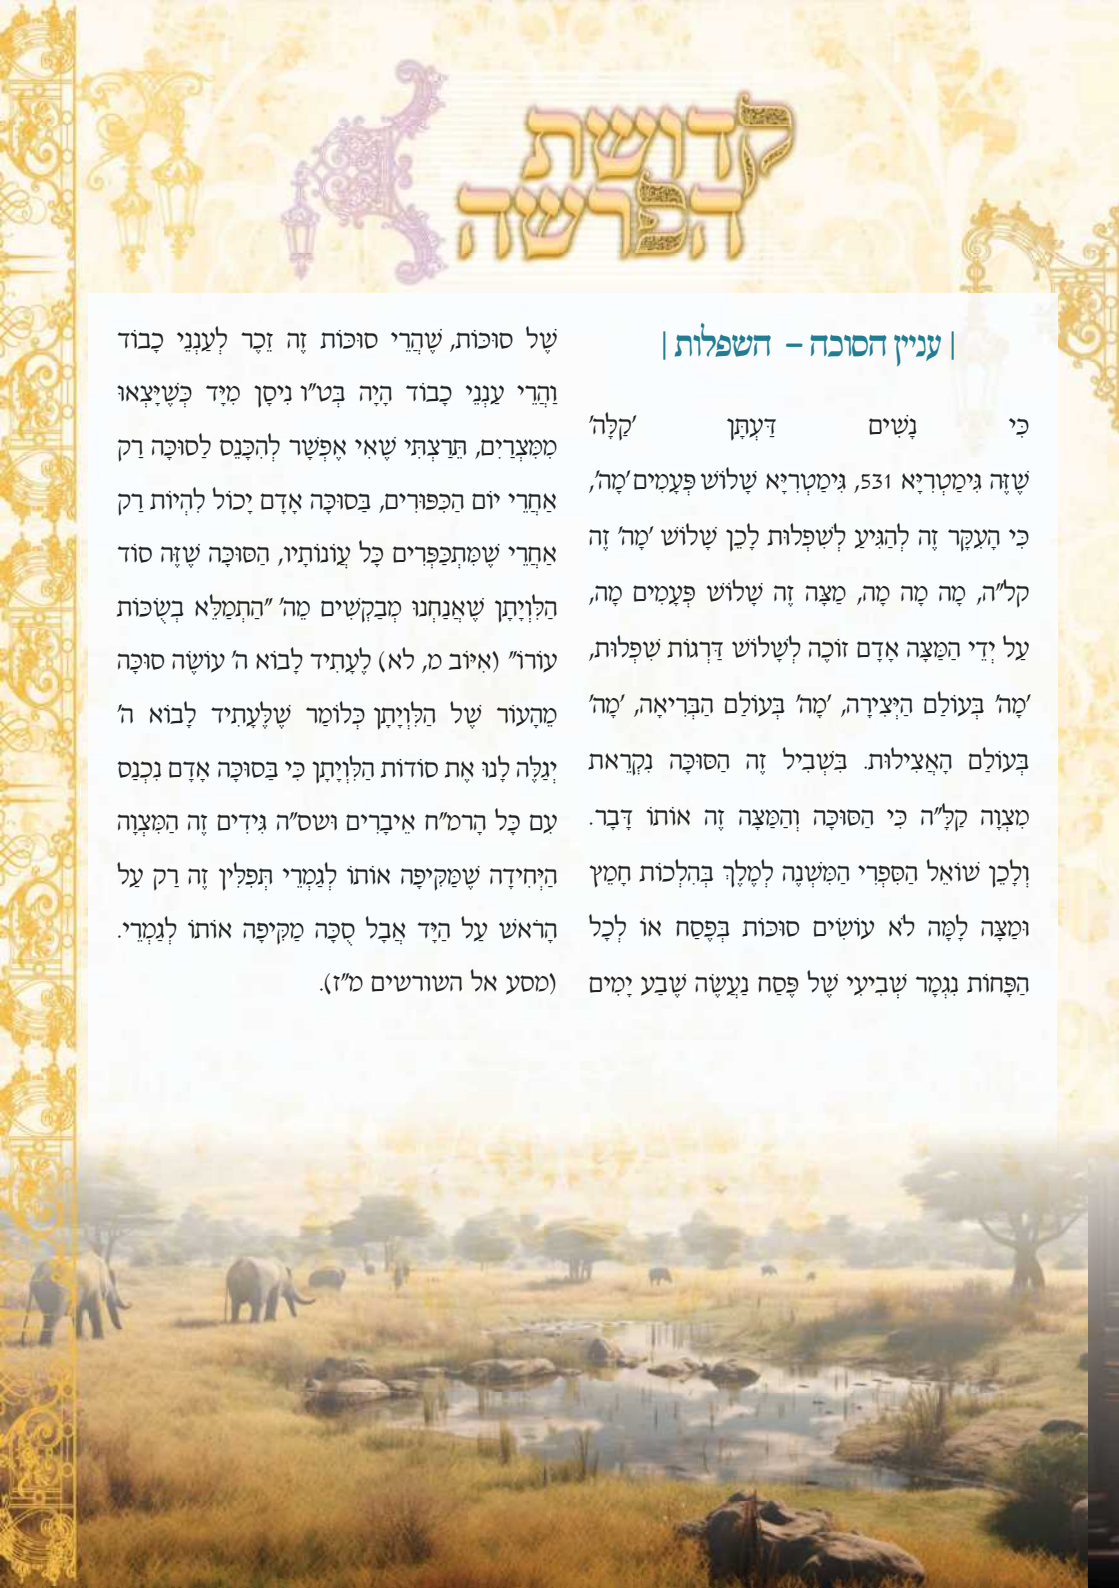 קדושת
הפרשה
| עניין הסוכה – השפלות |
כִּי נָשִׁים דַּעְתָּן 'קַלָּה'
שֶׁזֶּה גִּימַטְרִיָּא 531, גִּימַטְרִיָּא שָׁלוֹשׁ פְּעָמִים 'מָה',
כִּי הָעִקָּר זֶה לְהַגִּיעַ לְשִׁפְלוּת לָכֵן שָׁלוֹשׁ 'מָה' זֶה
קל"ה, מָה מָה מָה, מַצָּה זֶה שָׁלוֹשׁ פְּעָמִים מָה,
עַל יְדֵי הַמַּצָּה אָדָם זוֹכֶה לְשָׁלוֹשׁ דַּרְגוֹת שִׁפְלוּת,
'מָה' בְּעוֹלַם הַיְּצִירָה, 'מָה' בְּעוֹלַם הַבְּרִיאָה, 'מָה'
בְּעוֹלַם הָאֲצִילוּת. בִּשְׁבִיל זֶה הַסּוּכָּה נִקְרֵאת
מִצְוָה קַלָּ"ה כִּי הַסּוּכָּה וְהַמַּצָּה זֶה אוֹתוֹ דָּבָר.
וְלָכֵן שׁוֹאֵל הַסִּפְרִי הַמִּשְׁנֶה לְמֶלֶךְ בְּהִלְכוֹת חָמֵץ
וּמַצָּה לָמָּה לֹא עוֹשִׂים סוּכּוֹת בְּפֶסַח אוֹ לְכָל
הַפָּחוֹת נִגְמָר שְׁבִיעִי שֶׁל פֶּסַח נַעֲשֶׂה שֶׁבַע יָמִים
שֶׁל סוּכּוֹת, שֶׁהֲרֵי סוּכּוֹת זֶה זֵכֶר לְעַנְנֵי כָבוֹד
וַהֲרֵי עַנְנֵי כָבוֹד הָיָה בְּט"ו נִיסָן מִיָּד כְּשֶׁיָּצְאוּ
מִמִּצְרַיִם, תֵּרַצְתִּי שֶׁאִי אֶפְשָׁר לְהִכָּנֵס לַסוּכָּה רַק
אַחֲרֵי יוֹם הַכִּפּוּרִים, בַּסוּכָּה אָדָם יָכוֹל לִהְיוֹת רַק
אַחֲרֵי שֶׁמִּתְכַּפְּרִים כָּל עֲוֹנוֹתָיו, הַסּוּכָּה שֶׁזֶּה סוֹד
הַלִּוְיָתָן שֶׁאֲנַחְנוּ מְבַקְשִׁים מֵה' "הַתְמַלֵּא בְשֻׂכּוֹת
עוֹרוֹ" (אִיּוֹב מ, לא) לֶעָתִיד לָבוֹא ה' עוֹשֶׂה סוּכָּה
מֵהָעוֹר שֶׁל הַלִּוְיָתָן כְּלוֹמַר שֶׁלֶּעָתִיד לָבוֹא ה'
יְגַלֶּה לָנוּ אֶת סוֹדוֹת הַלִּוְיָתָן כִּי בַּסוּכָּה אָדָם נִכְנַס
עִם כָּל הָרמ"ח אֵיבָרִים וּשס"ה גִּידִים זֶה הַמִּצְוָה
הַיְּחִידָה שֶׁמַּקִּיפָה אוֹתוֹ לְגַמְרֵי תְּפִלִּין זֶה רַק עַל
הָרֹאשׁ עַל הַיָּד אֲבָל סֻכָּה מַקִּיפָה אוֹתוֹ לְגַמְרֵי.
(מסע אל השורשים מ"ז).